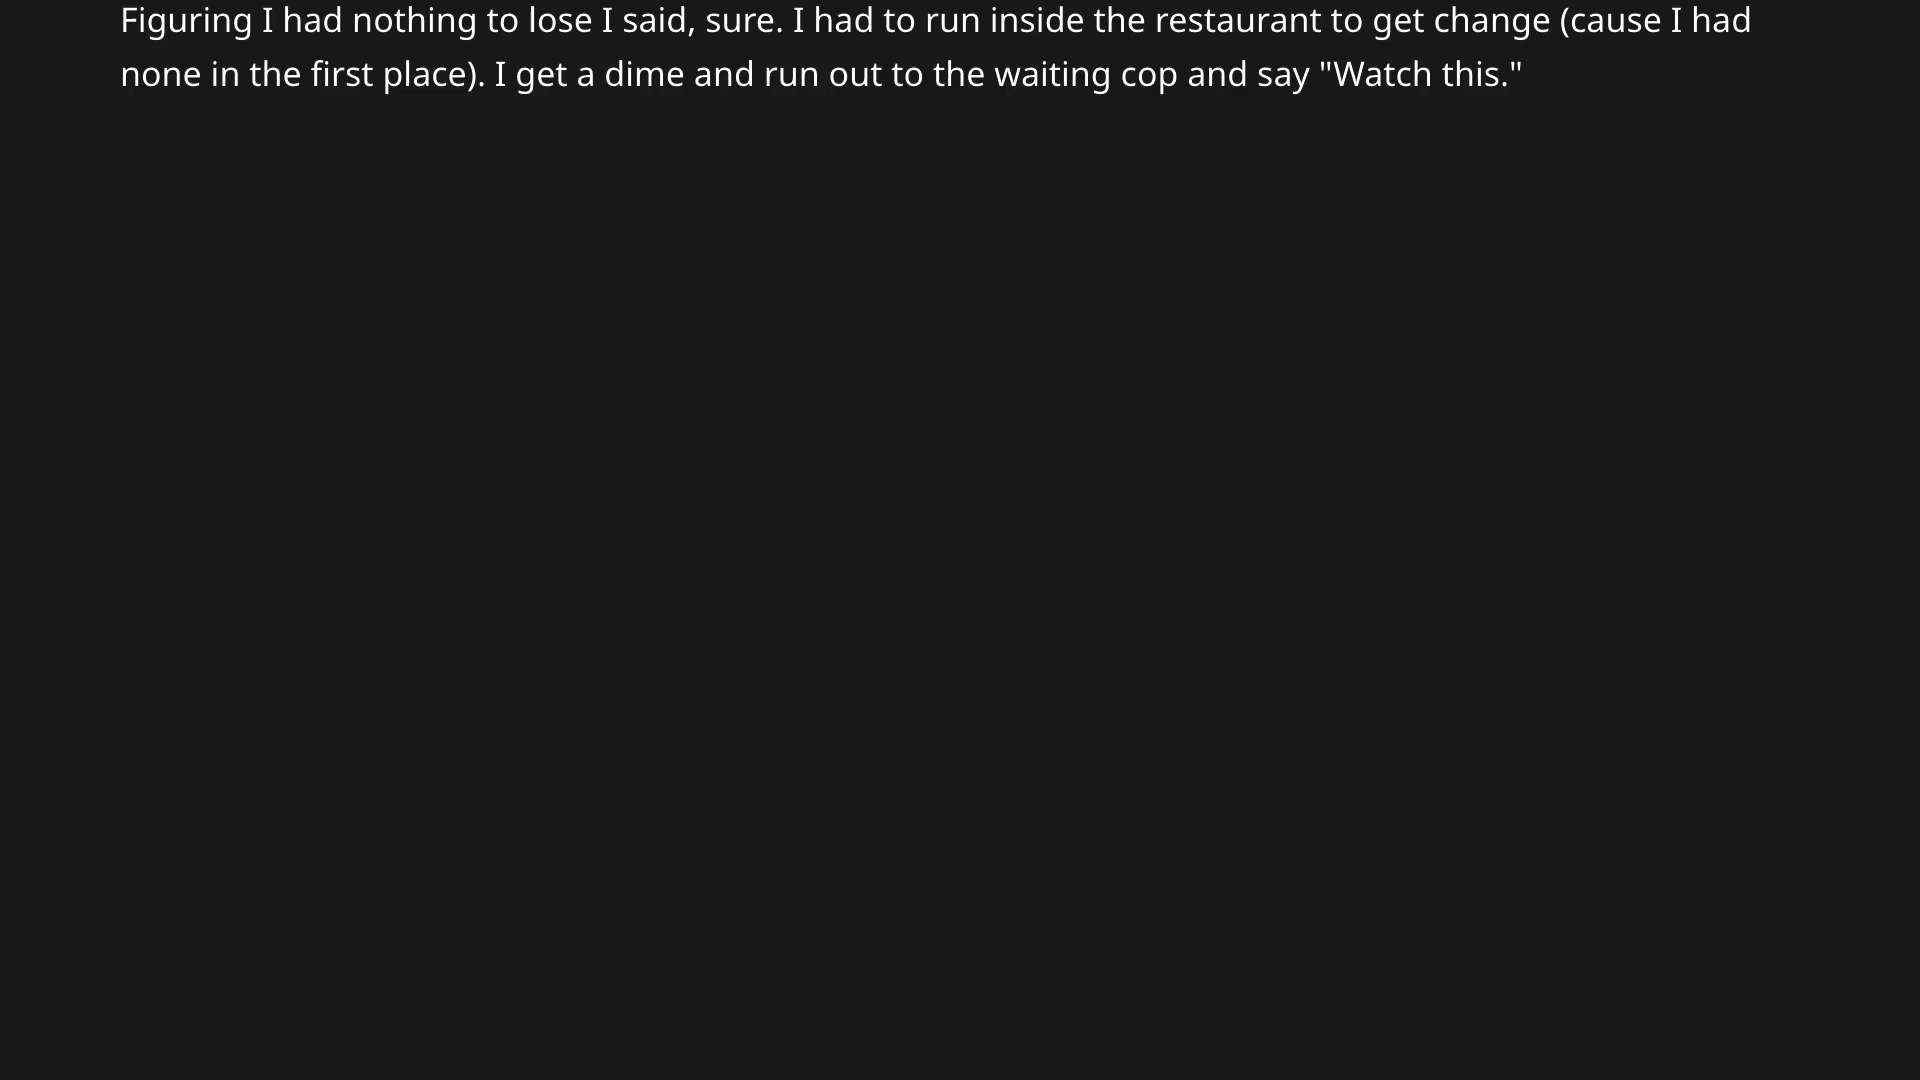 Figuring I had nothing to lose I said, sure. I had to run inside the restaurant to get change (cause I had
none in the first place). I get a dime and run out to the waiting cop and say "Watch this."